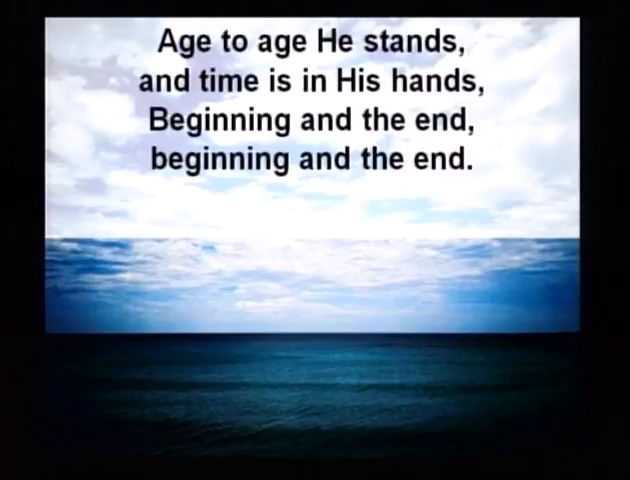 Age to age He stands,
and time is in His hands,
Beginning and the end,
beginning and the end.